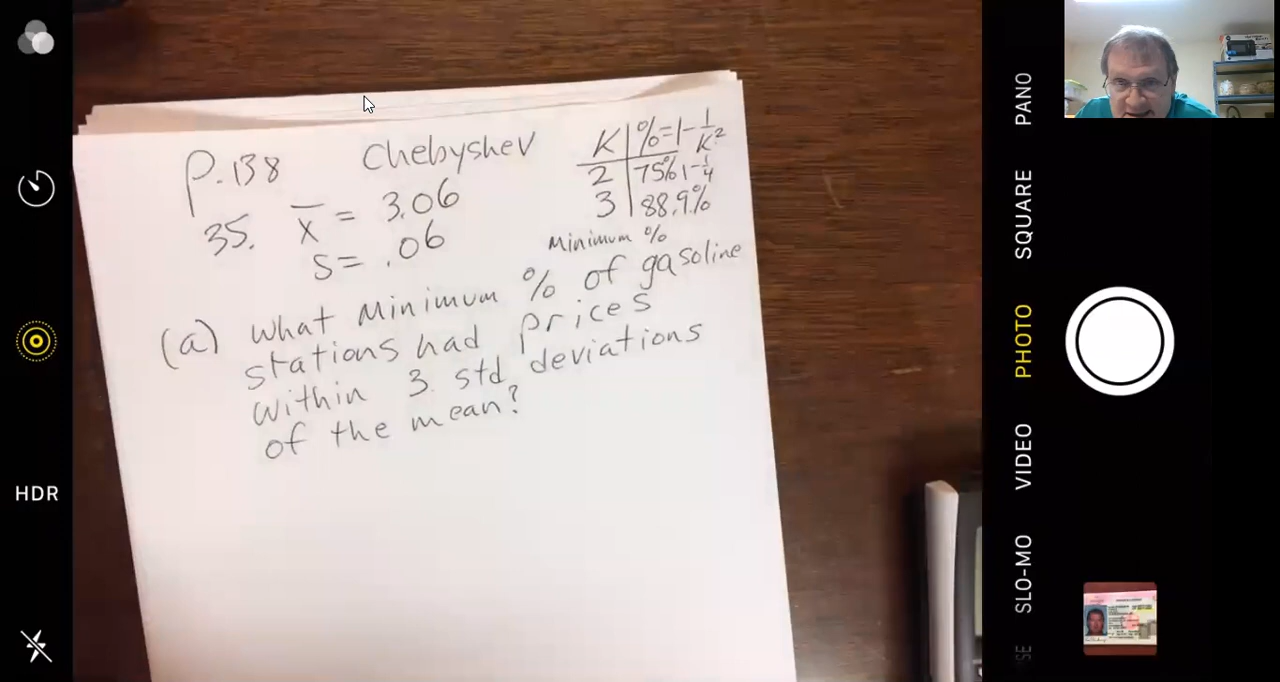 P.138 Chebyshev
K %=1-1/K²
2 75% 1-1/4
3 88.9%
Minimum %
35. x̄ = 3.06
s= .06
(a) What Minimum % of gasoline
stations had prices
within 3 std. deviations
of the mean?
HDR
PANO
SQUARE
PHOTO
VIDEO
SLO-MO
SE